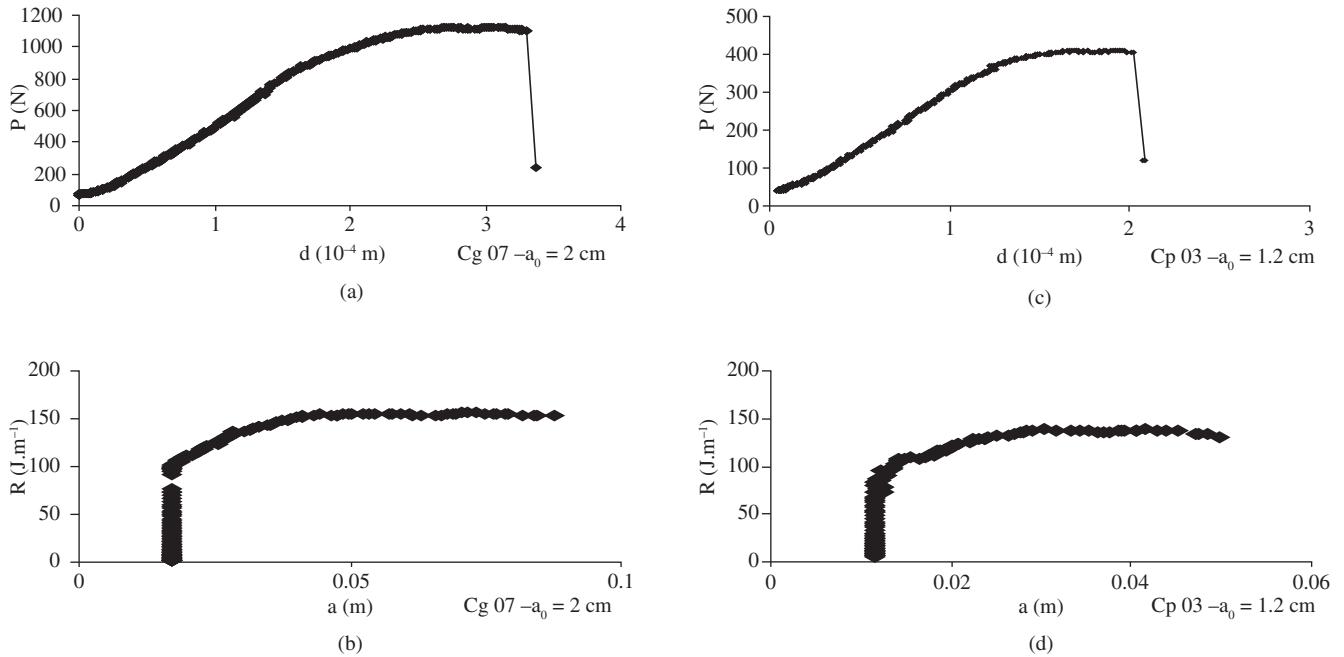 1200
1000
800
600
400
200
0
P (N)
0 1 2 3 4
d (10⁻⁴ m) Cg 07 –a₀ = 2 cm
(a)
500
400
300
200
100
0
P (N)
0 1 2 3
d (10⁻⁴ m) Cp 03 –a₀ = 1.2 cm
(c)
200
150
100
50
0
R (J.m⁻¹)
0 0.05 0.1
a (m) Cg 07 –a₀ = 2 cm
(b)
200
150
100
50
0
R (J.m⁻¹)
0 0.02 0.04 0.06
a (m) Cp 03 –a₀ = 1.2 cm
(d)